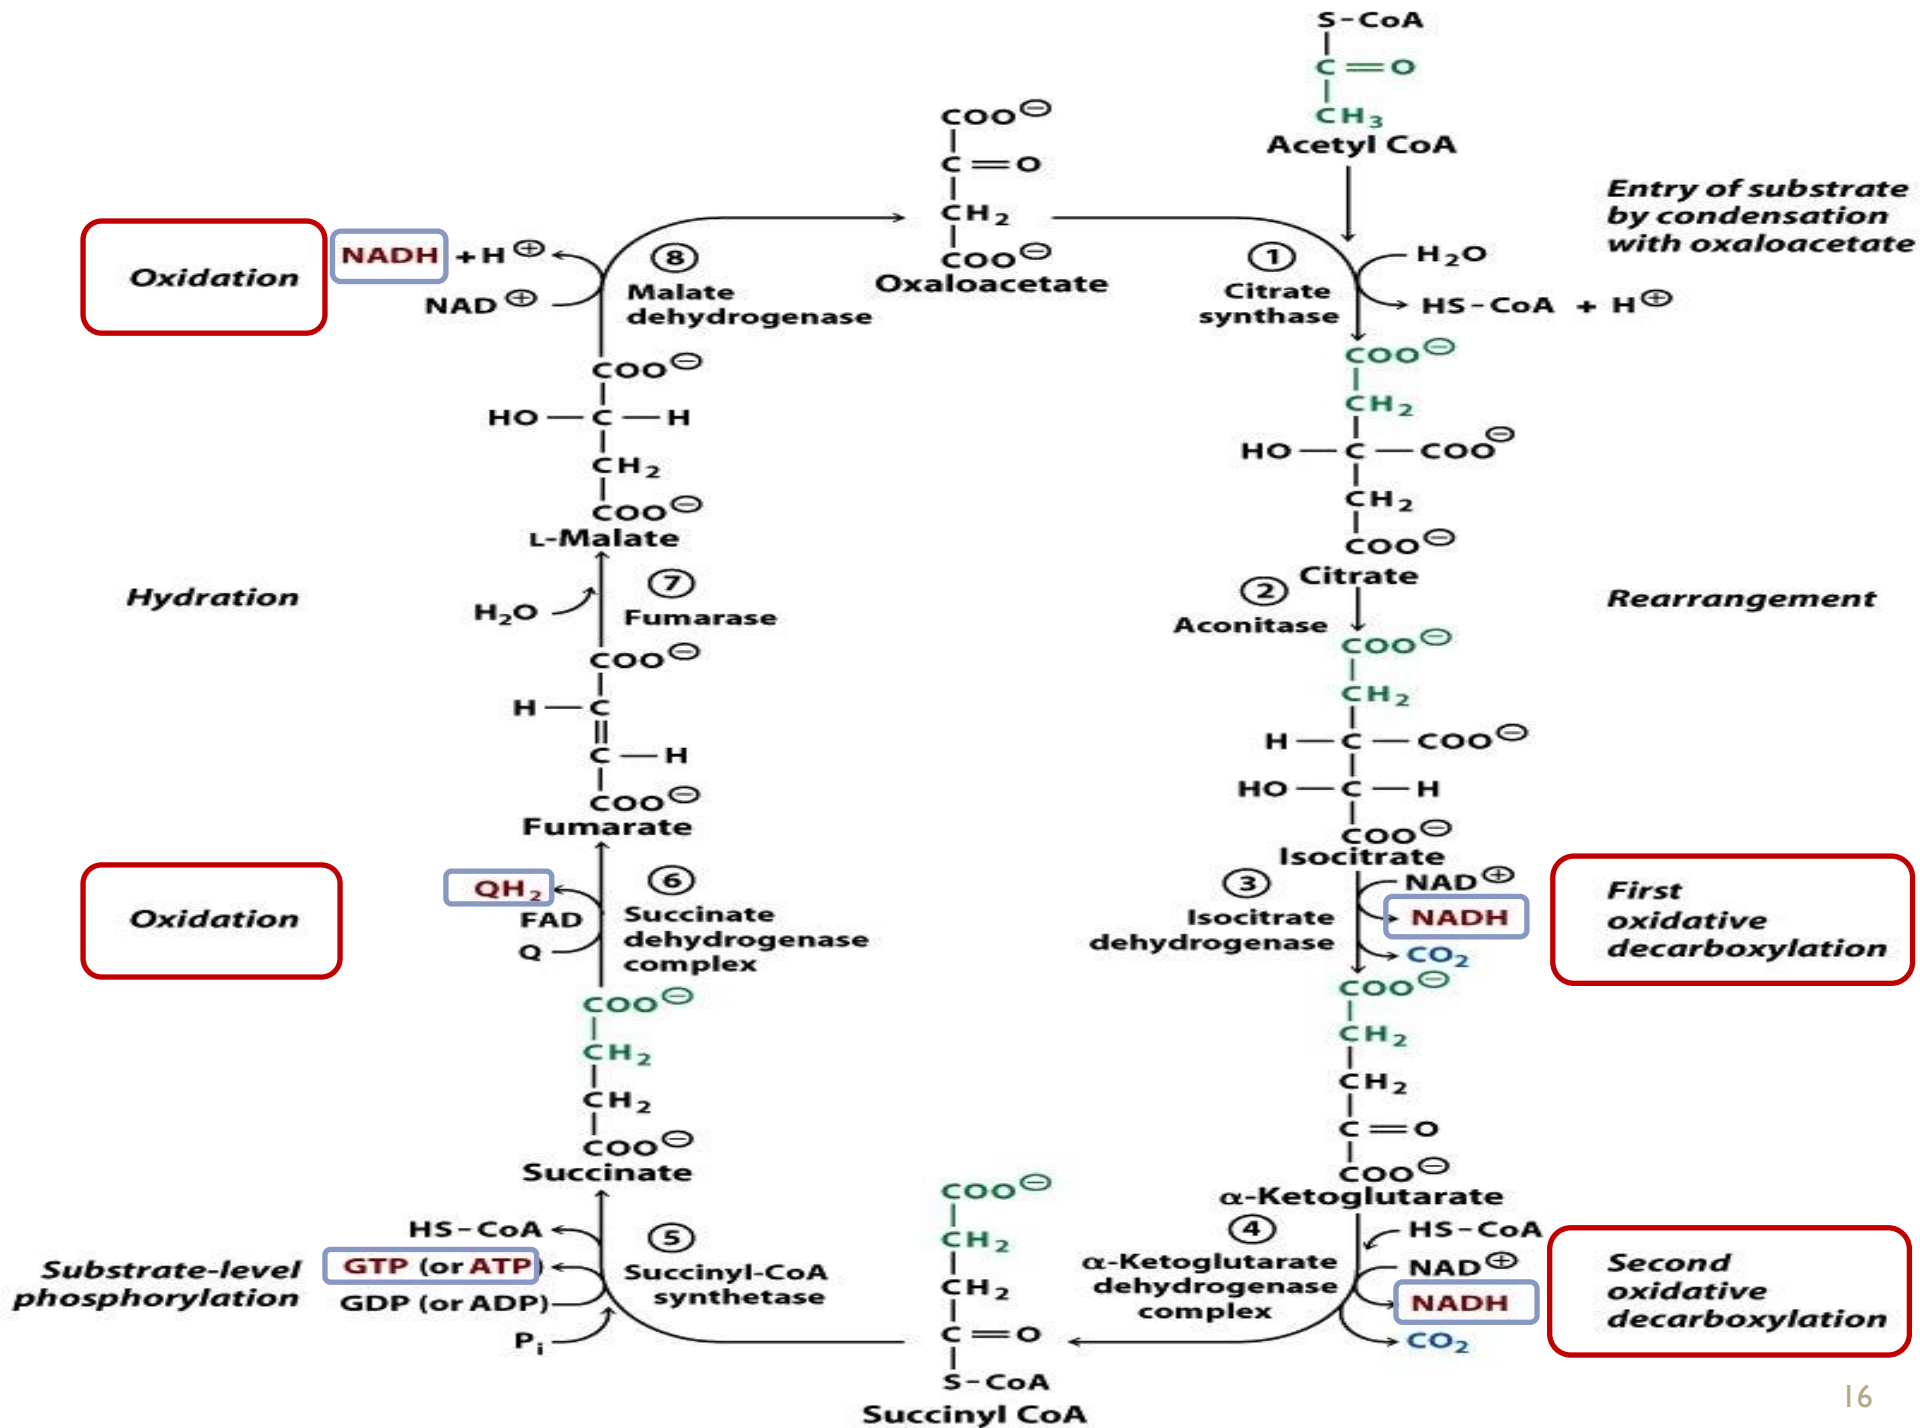 S-CoA
C=O
CH3
Acetyl CoA
COO⊖
C=O
CH2
COO⊖
Oxaloacetate
Entry of substrate
by condensation
with oxaloacetate
1
Citrate
synthase
H2O
HS-CoA + H⊕
COO⊖
CH2
HO—C—COO⊖
CH2
COO⊖
Citrate
2
Aconitase
Rearrangement
COO⊖
CH2
H—C—COO⊖
HO—C—H
COO⊖
Isocitrate
3
Isocitrate
dehydrogenase
NAD⊕
NADH
CO2
First
oxidative
decarboxylation
COO⊖
CH2
CH2
C=O
COO⊖
α-Ketoglutarate
4
α-Ketoglutarate
dehydrogenase
complex
HS-CoA
NAD⊕
NADH
CO2
Second
oxidative
decarboxylation
COO⊖
CH2
CH2
C=O
S-CoA
Succinyl CoA
5
Succinyl-CoA
synthetase
HS-CoA
GTP (or ATP)
GDP (or ADP)
Pi
Substrate-level
phosphorylation
COO⊖
CH2
CH2
COO⊖
Succinate
6
Succinate
dehydrogenase
complex
QH2
FAD
Q
Oxidation
COO⊖
H—C
C—H
COO⊖
Fumarate
7
Fumarase
H2O
Hydration
COO⊖
HO—C—H
CH2
COO⊖
L-Malate
8
Malate
dehydrogenase
NADH + H⊕
NAD⊕
Oxidation
16